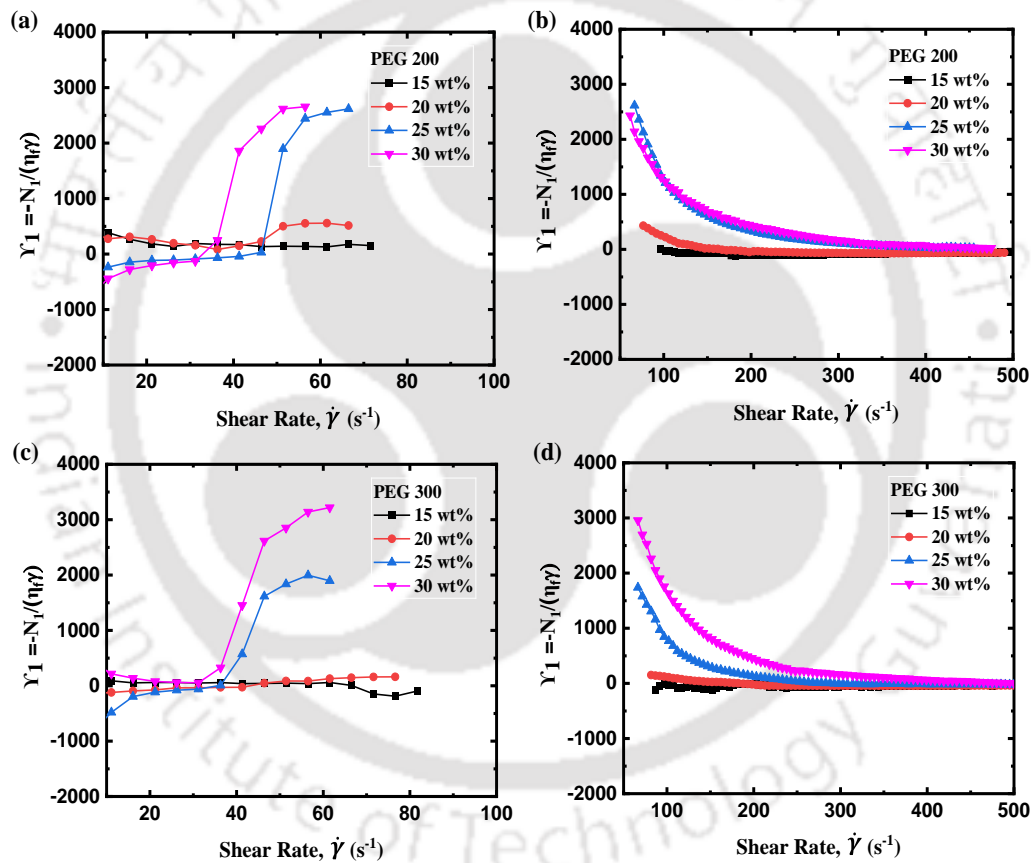 (a)
4000
3000
2000
1000
0
-1000
-2000
20
40
60
80
100
ϒ1 =-N₁/(ηfγ)
Shear Rate, γ̇ (s⁻¹)
PEG 200
15 wt%
20 wt%
25 wt%
30 wt%
(b)
4000
3000
2000
1000
0
-1000
-2000
100
200
300
400
500
ϒ1 =-N₁/(ηfγ)
Shear Rate, γ̇ (s⁻¹)
PEG 200
15 wt%
20 wt%
25 wt%
30 wt%
(c)
4000
3000
2000
1000
0
-1000
-2000
20
40
60
80
100
ϒ1 =-N₁/(ηfγ)
Shear Rate, γ̇ (s⁻¹)
PEG 300
15 wt%
20 wt%
25 wt%
30 wt%
(d)
4000
3000
2000
1000
0
-1000
-2000
100
200
300
400
500
ϒ1 =-N₁/(ηfγ)
Shear Rate, γ̇ (s⁻¹)
PEG 300
15 wt%
20 wt%
25 wt%
30 wt%
Institute of Technology